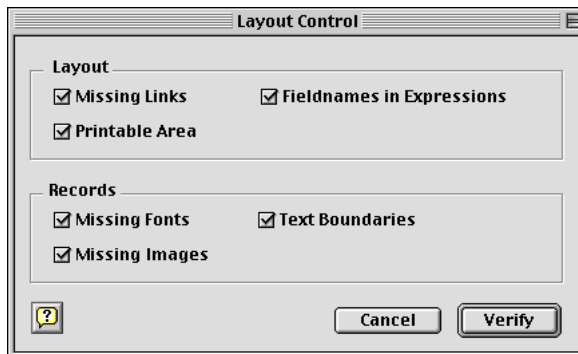 Layout Control
Layout
Missing Links Fieldnames in Expressions
Printable Area
Records
Missing Fonts Text Boundaries
Missing Images
? Cancel Verify